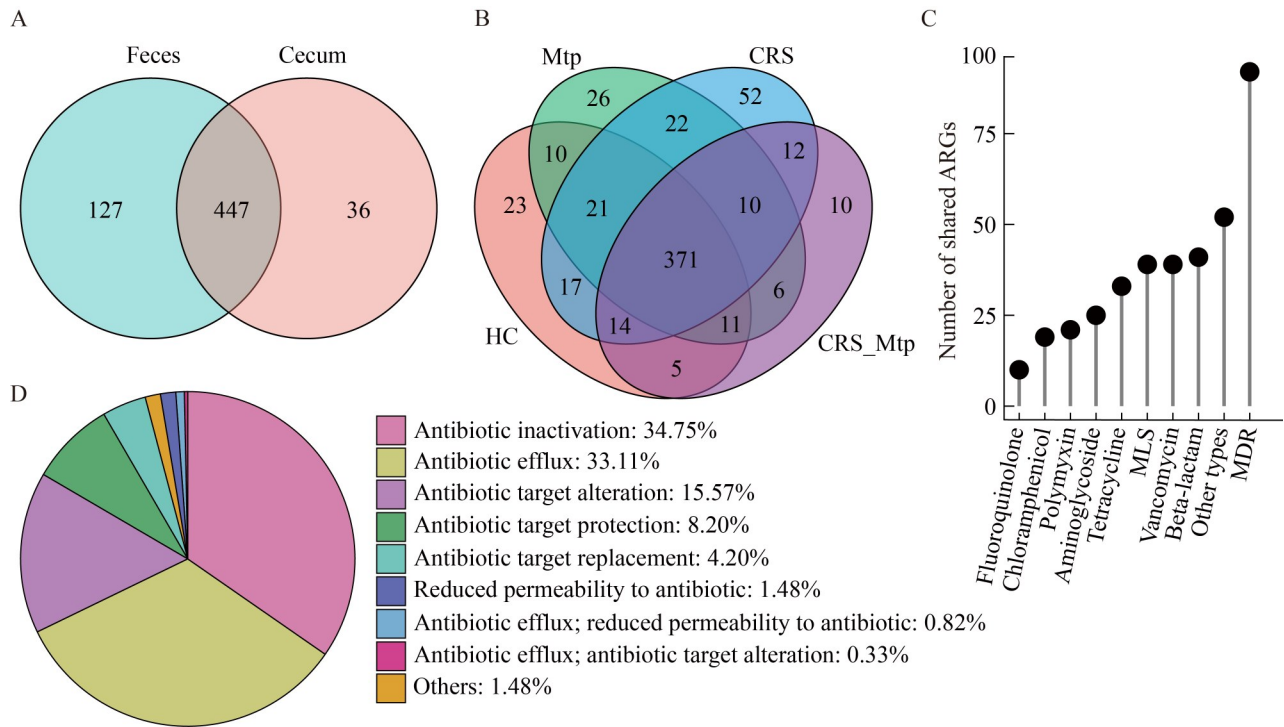 A
Feces
Cecum
127
447
36
B
Mtp
CRS
HC
CRS_Mtp
26
52
22
10
12
23
21
10
10
371
17
6
14
11
5
C
Number of shared ARGs
100
75
50
25
0
Fluoroquinolone
Chloramphenicol
Polymyxin
Aminoglycoside
Tetracycline
MLS
Vancomycin
Beta-lactam
Other types
MDR
D
Antibiotic inactivation: 34.75%
Antibiotic efflux: 33.11%
Antibiotic target alteration: 15.57%
Antibiotic target protection: 8.20%
Antibiotic target replacement: 4.20%
Reduced permeability to antibiotic: 1.48%
Antibiotic efflux; reduced permeability to antibiotic: 0.82%
Antibiotic efflux; antibiotic target alteration: 0.33%
Others: 1.48%